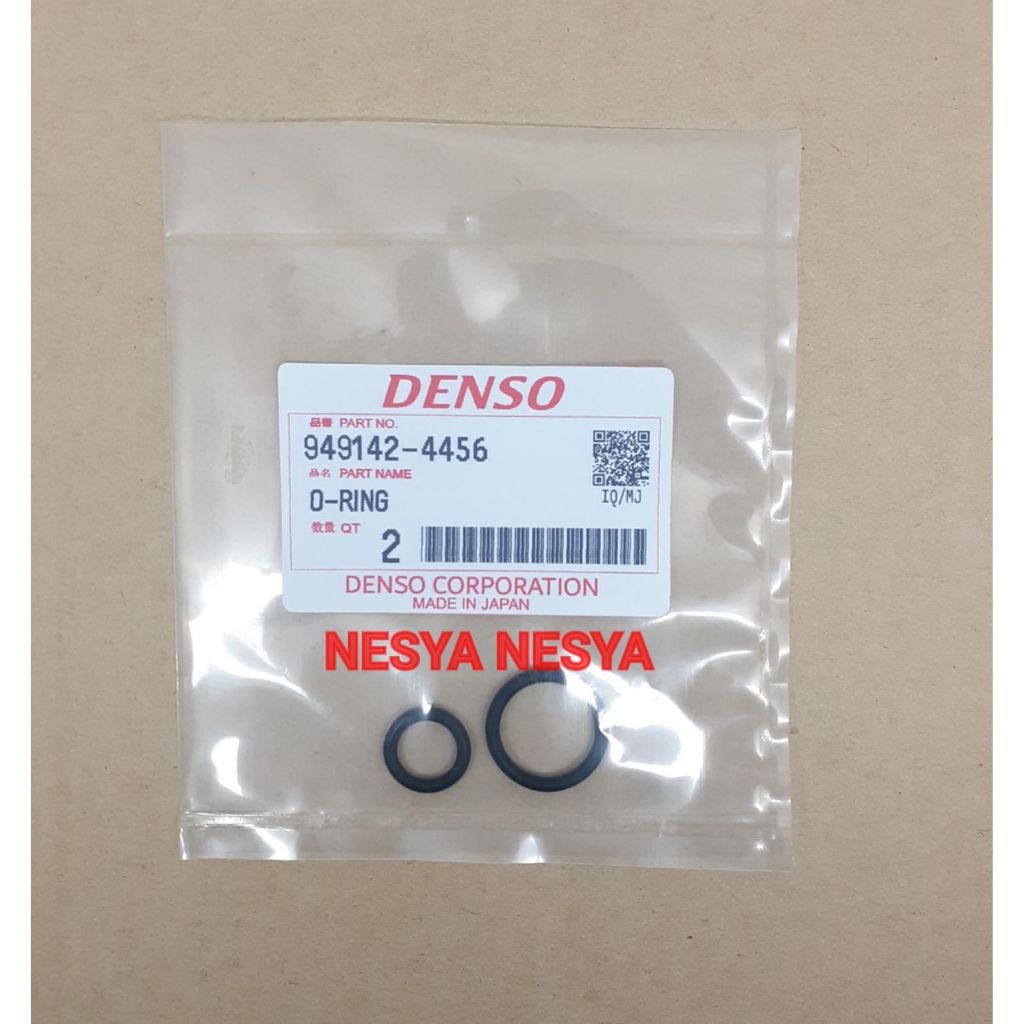 DENSO
品番 PART NO.
949142-4456
品名 PART NAME
O-RING
IQ/MJ
数量 QT
2
DENSO CORPORATION
MADE IN JAPAN
NESYA NESYA